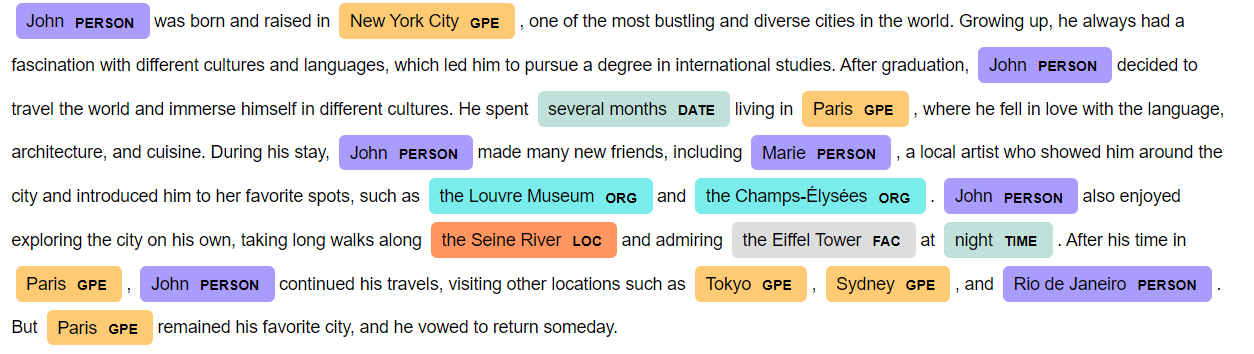 John PERSON was born and raised in New York City GPE , one of the most bustling and diverse cities in the world. Growing up, he always had a
fascination with different cultures and languages, which led him to pursue a degree in international studies. After graduation, John PERSON decided to
travel the world and immerse himself in different cultures. He spent several months DATE living in Paris GPE , where he fell in love with the language,
architecture, and cuisine. During his stay, John PERSON made many new friends, including Marie PERSON , a local artist who showed him around the
city and introduced him to her favorite spots, such as the Louvre Museum ORG and the Champs-Élysées ORG . John PERSON also enjoyed
exploring the city on his own, taking long walks along the Seine River LOC and admiring the Eiffel Tower FAC at night TIME . After his time in
Paris GPE , John PERSON continued his travels, visiting other locations such as Tokyo GPE , Sydney GPE , and Rio de Janeiro PERSON .
But Paris GPE remained his favorite city, and he vowed to return someday.